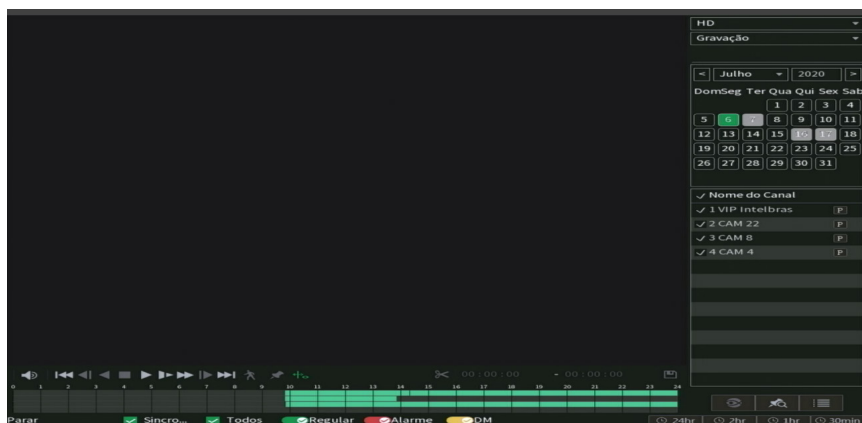 HD
Gravação
< Julho 2020 >
Dom Seg Ter Qua Qui Sex Sab
1 2 3 4
5 6 7 8 9 10 11
12 13 14 15 16 17 18
19 20 21 22 23 24 25
26 27 28 29 30 31
Nome do Canal
1 VIP Intelbras P
2 CAM 22 P
3 CAM 8 P
4 CAM 4 P
00:00:00 - 00:00:00
0 1 2 3 4 5 6 7 8 9 10 11 12 13 14 15 16 17 18 19 20 21 22 23 24
Parar Sincro... Todos Regular Alarme DM 24hr 2hr 1hr 30min